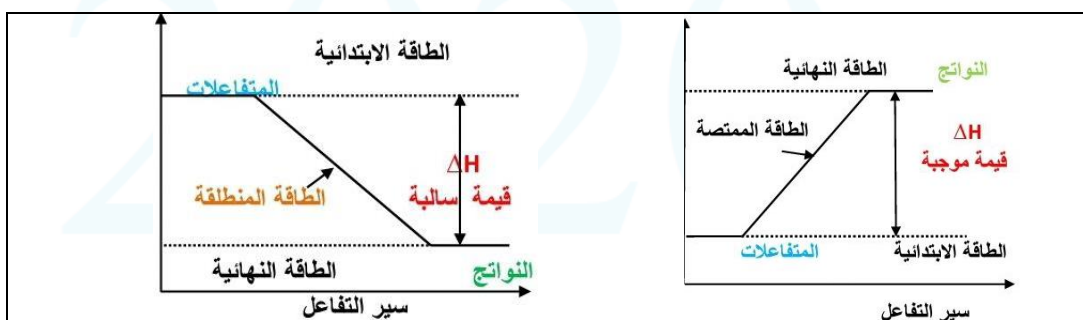 الطاقة الابتدائية
المتفاعلات
ΔH
قيمة سالبة
الطاقة المنطلقة
الطاقة النهائية
النواتج
سير التفاعل
النواتج
الطاقة النهائية
الطاقة الممتصة
ΔH
قيمة موجبة
المتفاعلات
الطاقة الابتدائية
سير التفاعل